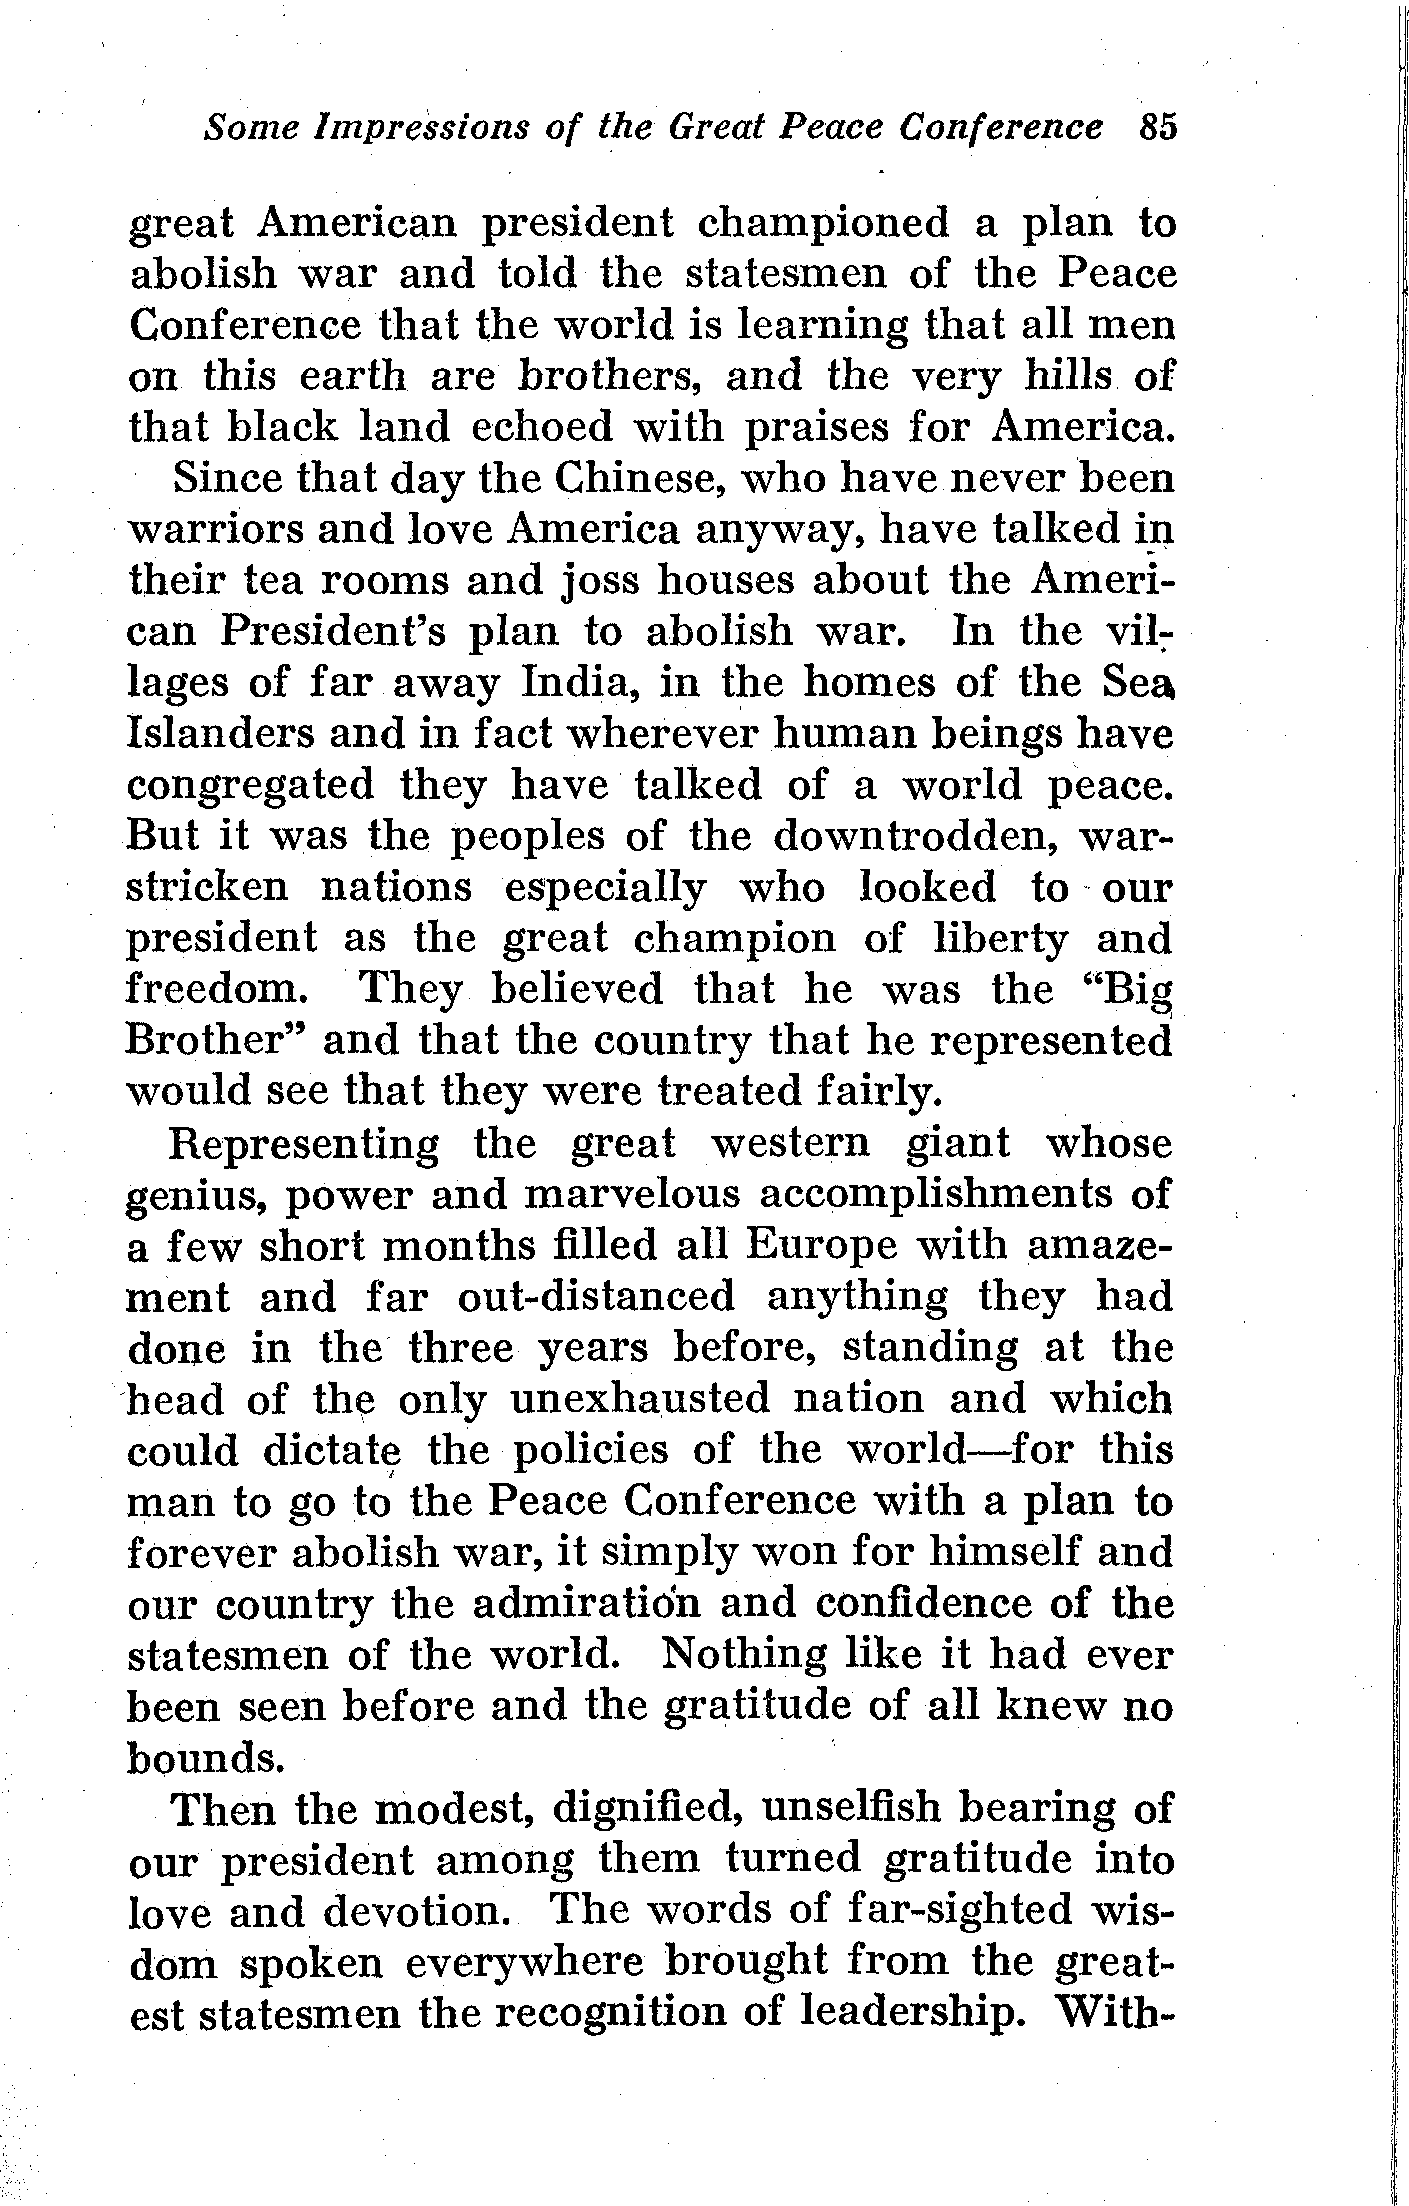 Some Impressions of the Great Peace Conference 85
great American president championed a plan to
abolish war and told the statesmen of the Peace
Conference that the world is learning that all men
on this earth are brothers, and the very hills of
that black land echoed with praises for America.
Since that day the Chinese, who have never been
warriors and love America anyway, have talked in
their tea rooms and joss houses about the Ameri-
can President's plan to abolish war. In the vil-
lages of far away India, in the homes of the Sea
Islanders and in fact wherever human beings have
congregated they have talked of a world peace.
But it was the peoples of the downtrodden, war-
stricken nations especially who looked to our
president as the great champion of liberty and
freedom. They believed that he was the “Big
Brother” and that the country that he represented
would see that they were treated fairly.
Representing the great western giant whose
genius, power and marvelous accomplishments of
a few short months filled all Europe with amaze-
ment and far out-distanced anything they had
done in the three years before, standing at the
head of the only unexhausted nation and which
could dictate the policies of the world—for this
man to go to the Peace Conference with a plan to
forever abolish war, it simply won for himself and
our country the admiration and confidence of the
statesmen of the world. Nothing like it had ever
been seen before and the gratitude of all knew no
bounds.
Then the modest, dignified, unselfish bearing of
our president among them turned gratitude into
love and devotion. The words of far-sighted wis-
dom spoken everywhere brought from the great-
est statesmen the recognition of leadership. With-